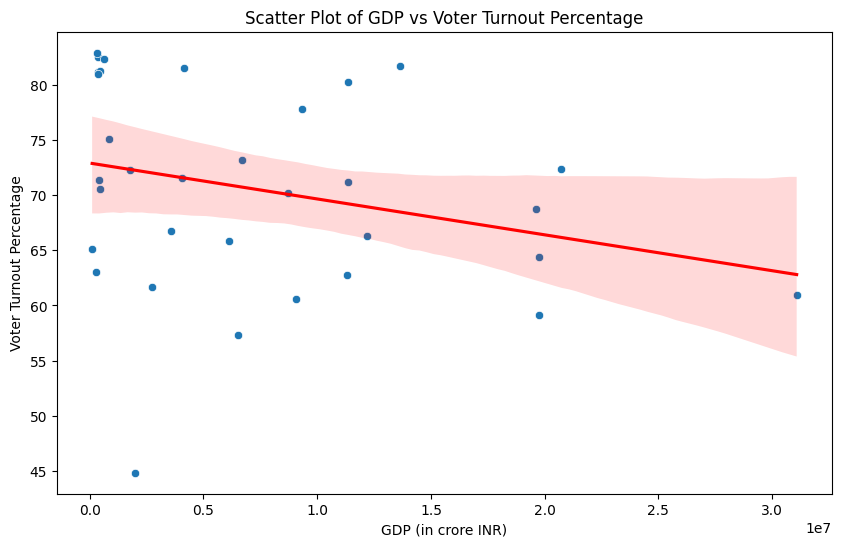 Scatter Plot of GDP vs Voter Turnout Percentage
Voter Turnout Percentage
80
75
70
65
60
55
50
45
0.0 0.5 1.0 1.5 2.0 2.5 3.0
1e7
GDP (in crore INR)